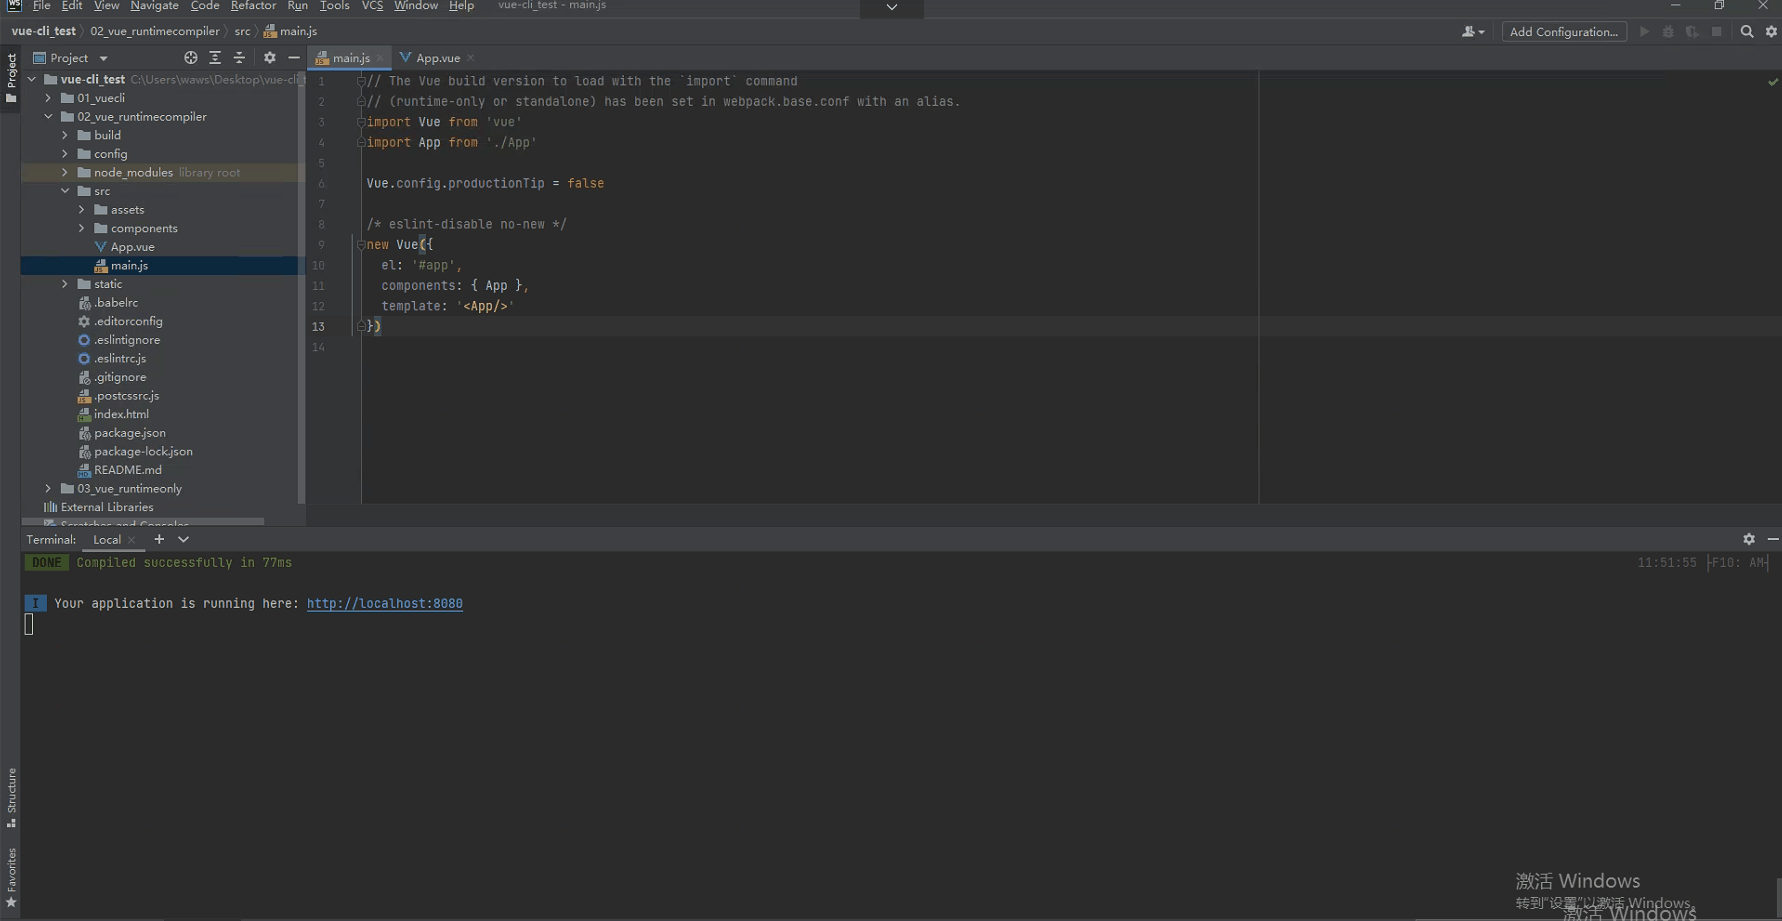 WS File Edit View Navigate Code Refactor Run Tools VCS Window Help vue-cli_test - main.js
vue-cli_test 02_vue_runtimecompiler src main.js
Add Configuration...
Project
Project
main.js
App.vue
vue-cli_test C:\Users\waws\Desktop\vue-cli_t
01_vuecli
02_vue_runtimecompiler
build
config
node_modules library root
src
assets
components
App.vue
main.js
static
.babelrc
.editorconfig
.eslintignore
.eslintrc.js
.gitignore
.postcssrc.js
index.html
package.json
package-lock.json
README.md
03_vue_runtimeonly
External Libraries
Scratches and Consoles
1 // The Vue build version to load with the `import` command
2 // (runtime-only or standalone) has been set in webpack.base.conf with an alias.
3 import Vue from 'vue'
4 import App from './App'
5
6 Vue.config.productionTip = false
7
8 /* eslint-disable no-new */
9 new Vue({
10 el: '#app',
11 components: { App },
12 template: '<App/>'
13 })
14
Terminal: Local
DONE Compiled successfully in 77ms
11:51:55 ├F10: AM┤
I Your application is running here: http://localhost:8080
Structure
Favorites
激活 Windows
转到"设置"以激活 Windows。
激活 Windows